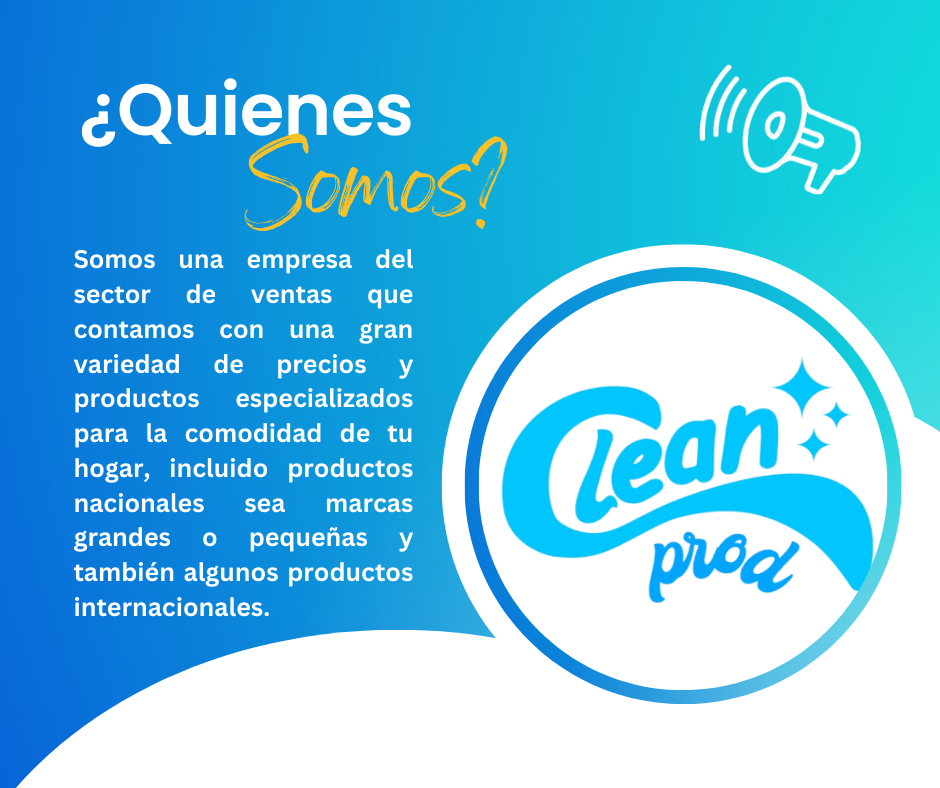 ¿Quienes
Somos?
Somos una empresa del
sector de ventas que
contamos con una gran
variedad de precios y
productos especializados
para la comodidad de tu
hogar, incluido productos
nacionales sea marcas
grandes o pequeñas y
también algunos productos
internacionales.
Clean
prod